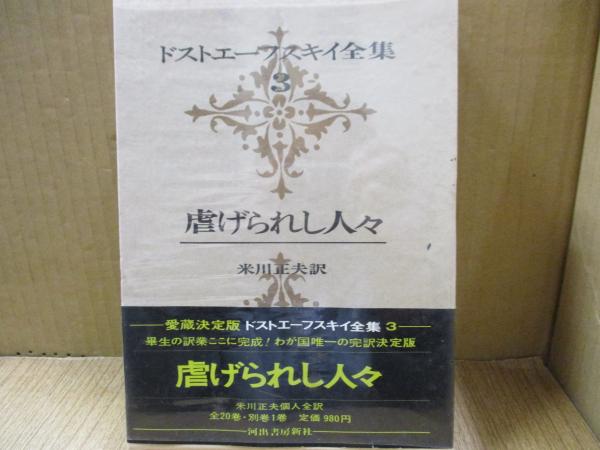 ドストエーフスキイ全集
3
虐げられし人々
米川正夫訳
愛蔵決定版 ドストエーフスキイ全集 3
畢生の訳業ここに完成！わが国唯一の完訳決定版
虐げられし人々
米川正夫個人全訳
全20巻・別巻1巻 定価980円
河出書房新社